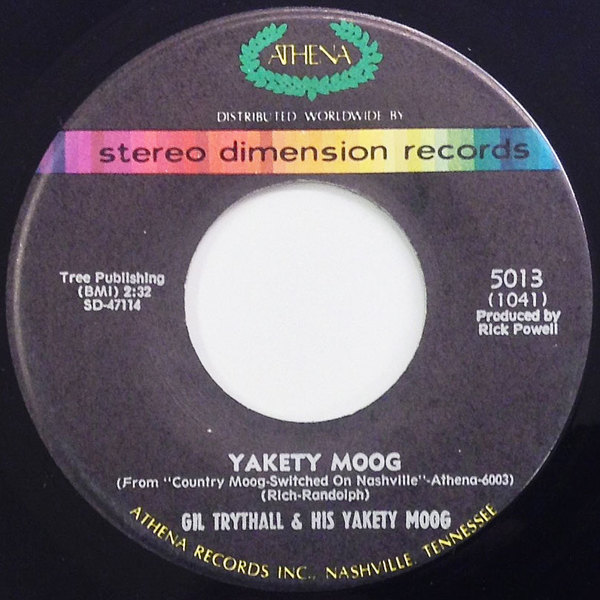 ATHENA
DISTRIBUTED WORLDWIDE BY
stereo dimension records
Tree Publishing
(BMI) 2:32
SD-47114
5013
(1041)
Produced by
Rick Powell
YAKETY MOOG
(From "Country Moog-Switched On Nashville"-Athena-6003)
(Rich-Randolph)
GIL TRYTHALL & HIS YAKETY MOOG
ATHENA RECORDS INC., NASHVILLE, TENNESSEE